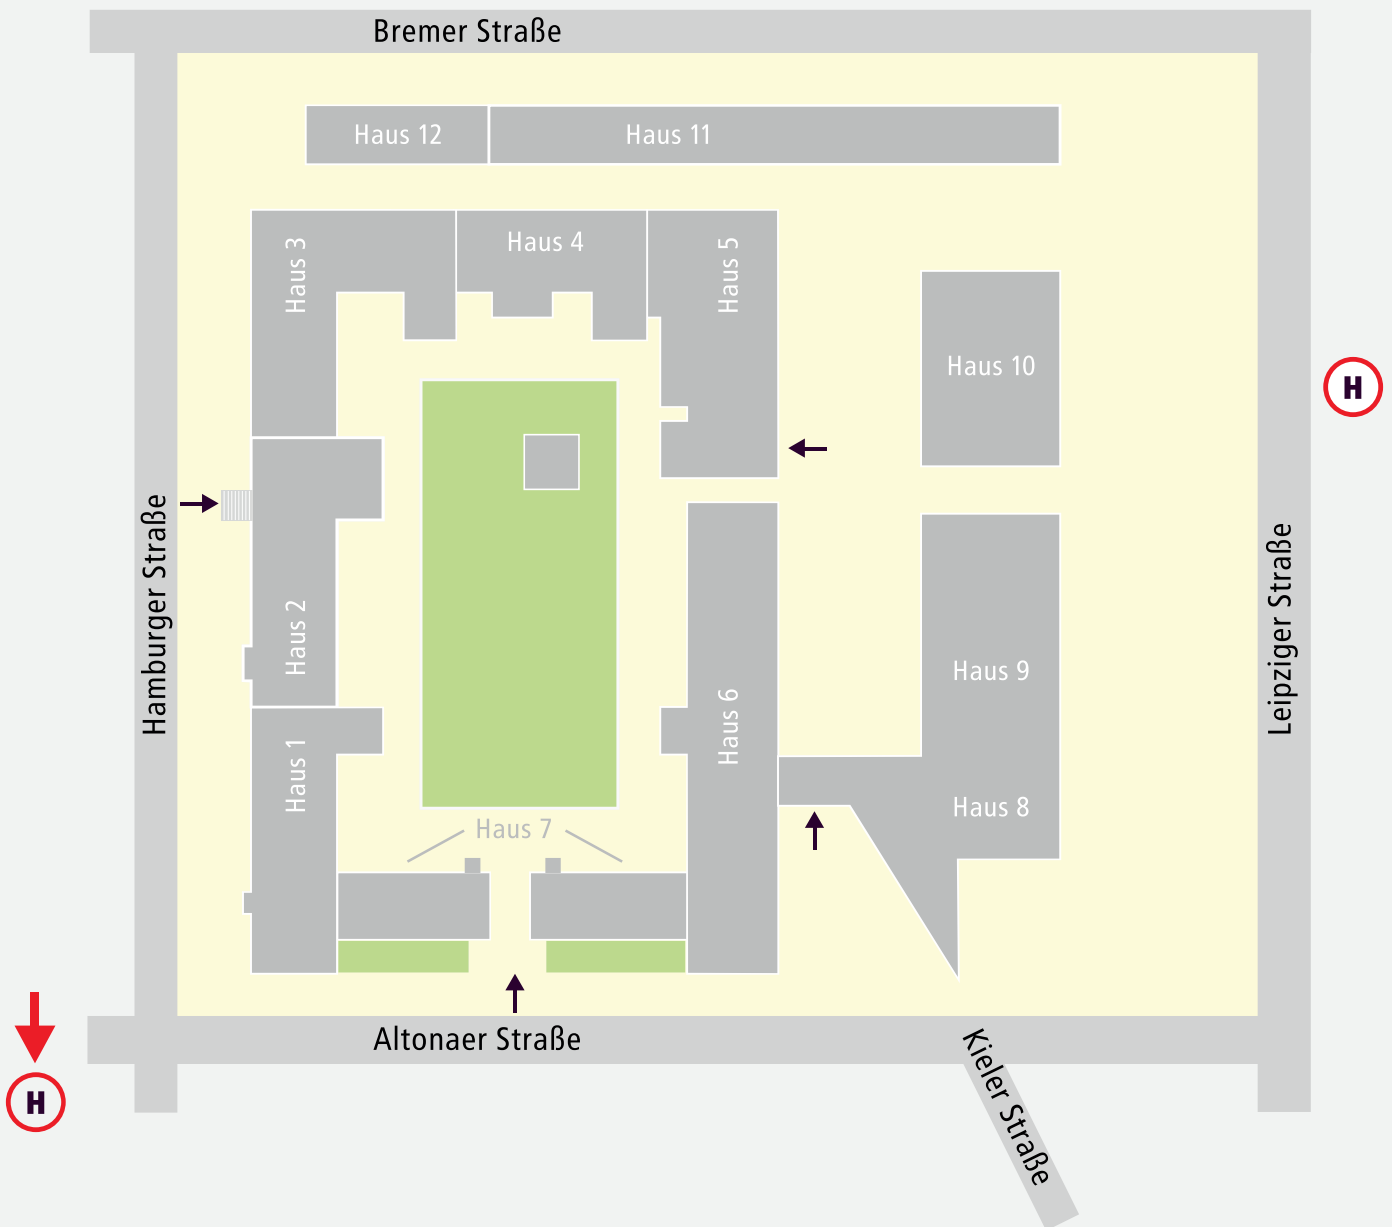 Bremer Straße
Haus 12
Haus 11
Haus 3
Haus 4
Haus 5
Haus 10
H
Hamburger Straße
Haus 2
Leipziger Straße
Haus 9
Haus 6
Haus 1
Haus 8
Haus 7
Altonaer Straße
Kieler Straße
H